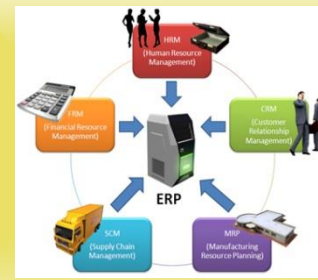 HRM
(Human Resource
Management)
FRM
(Financial Resource
Management)
CRM
(Customer
Relationship
Management)
ERP
SCM
(Supply Chain
Management)
MRP
(Manufacturing
Resource Planning)